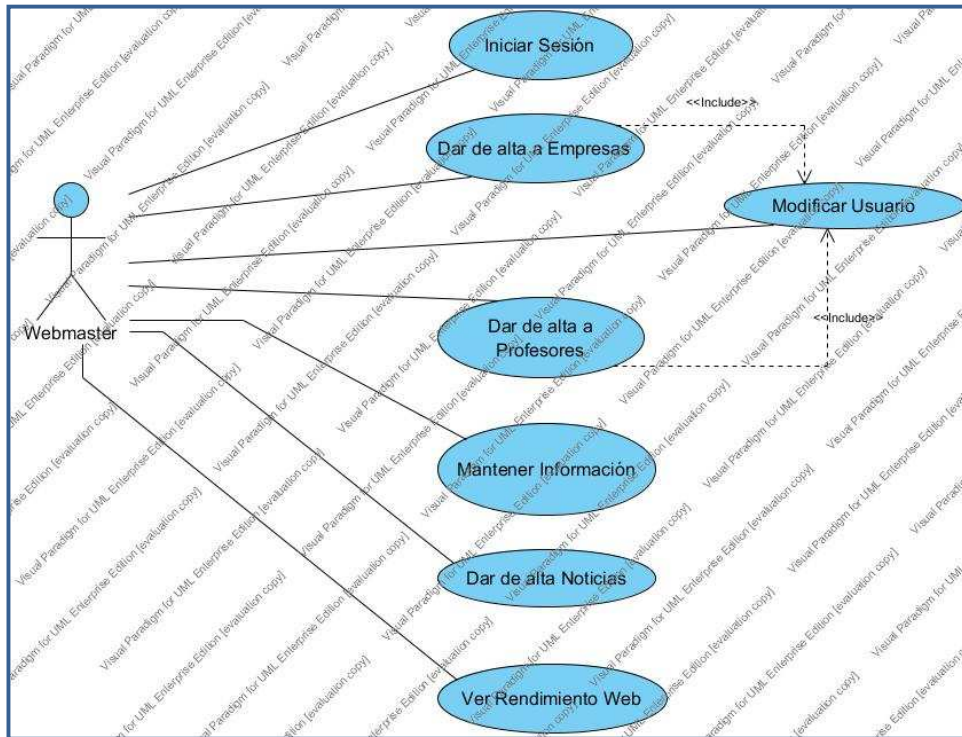 Iniciar Sesión
<<Include>>
Dar de alta a Empresas
Modificar Usuario
Dar de alta a
Profesores
<<Include>>
Webmaster
Mantener Información
Dar de alta Noticias
Ver Rendimiento Web
Visual Paradigm for UML Enterprise Edition [evaluation copy]